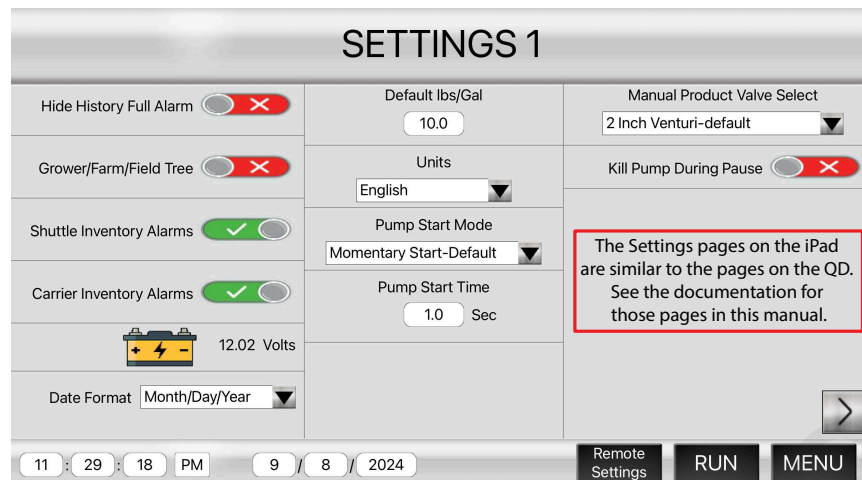 SETTINGS 1
Hide History Full Alarm
Grower/Farm/Field Tree
Shuttle Inventory Alarms
Carrier Inventory Alarms
+ -
12.02 Volts
Date Format Month/Day/Year
Default lbs/Gal
10.0
Units
English
Pump Start Mode
Momentary Start-Default
Pump Start Time
1.0 Sec
Manual Product Valve Select
2 Inch Venturi-default
Kill Pump During Pause
The Settings pages on the iPad
are similar to the pages on the QD.
See the documentation for
those pages in this manual.
>
11 : 29 : 18 PM 9 / 8 / 2024
Remote
Settings
RUN
MENU